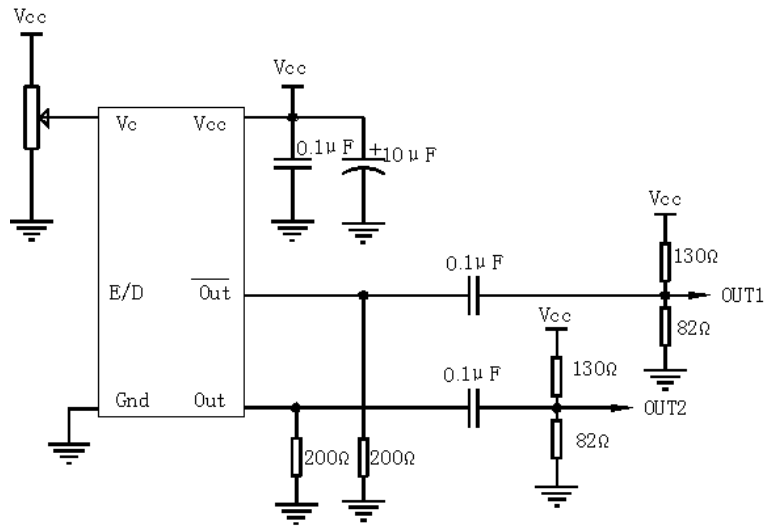 Vcc
Vcc
Vc
Vcc
0.1μF
+
10μF
Vcc
130Ω
0.1μF
E/D
Out
OUT1
Vcc
82Ω
0.1μF
130Ω
Gnd
Out
OUT2
82Ω
200Ω
200Ω